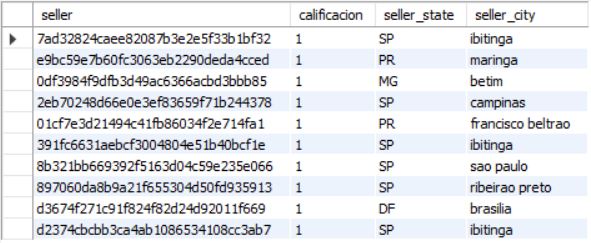 seller calificacion seller_state seller_city
7ad32824caee82087b3e2e5f33b1bf32 1 SP ibitinga
e9bc59e7b60fc3063eb2290deda4cced 1 PR maringa
0df3984f9dfb3d49ac6366acbd3bbb85 1 MG betim
2eb70248d66e0e3ef83659f71b244378 1 SP campinas
01cf7e3d21494c41fb86034f2e714fa1 1 PR francisco beltrao
391fc6631aebcf3004804e51b40bcf1e 1 SP ibitinga
8b321bb669392f5163d04c59e235e066 1 SP sao paulo
897060da8b9a21f655304d50fd935913 1 SP ribeirao preto
d3674f271c91f824f82d24d92011f669 1 DF brasilia
d2374cbcbb3ca4ab1086534108cc3ab7 1 SP ibitinga